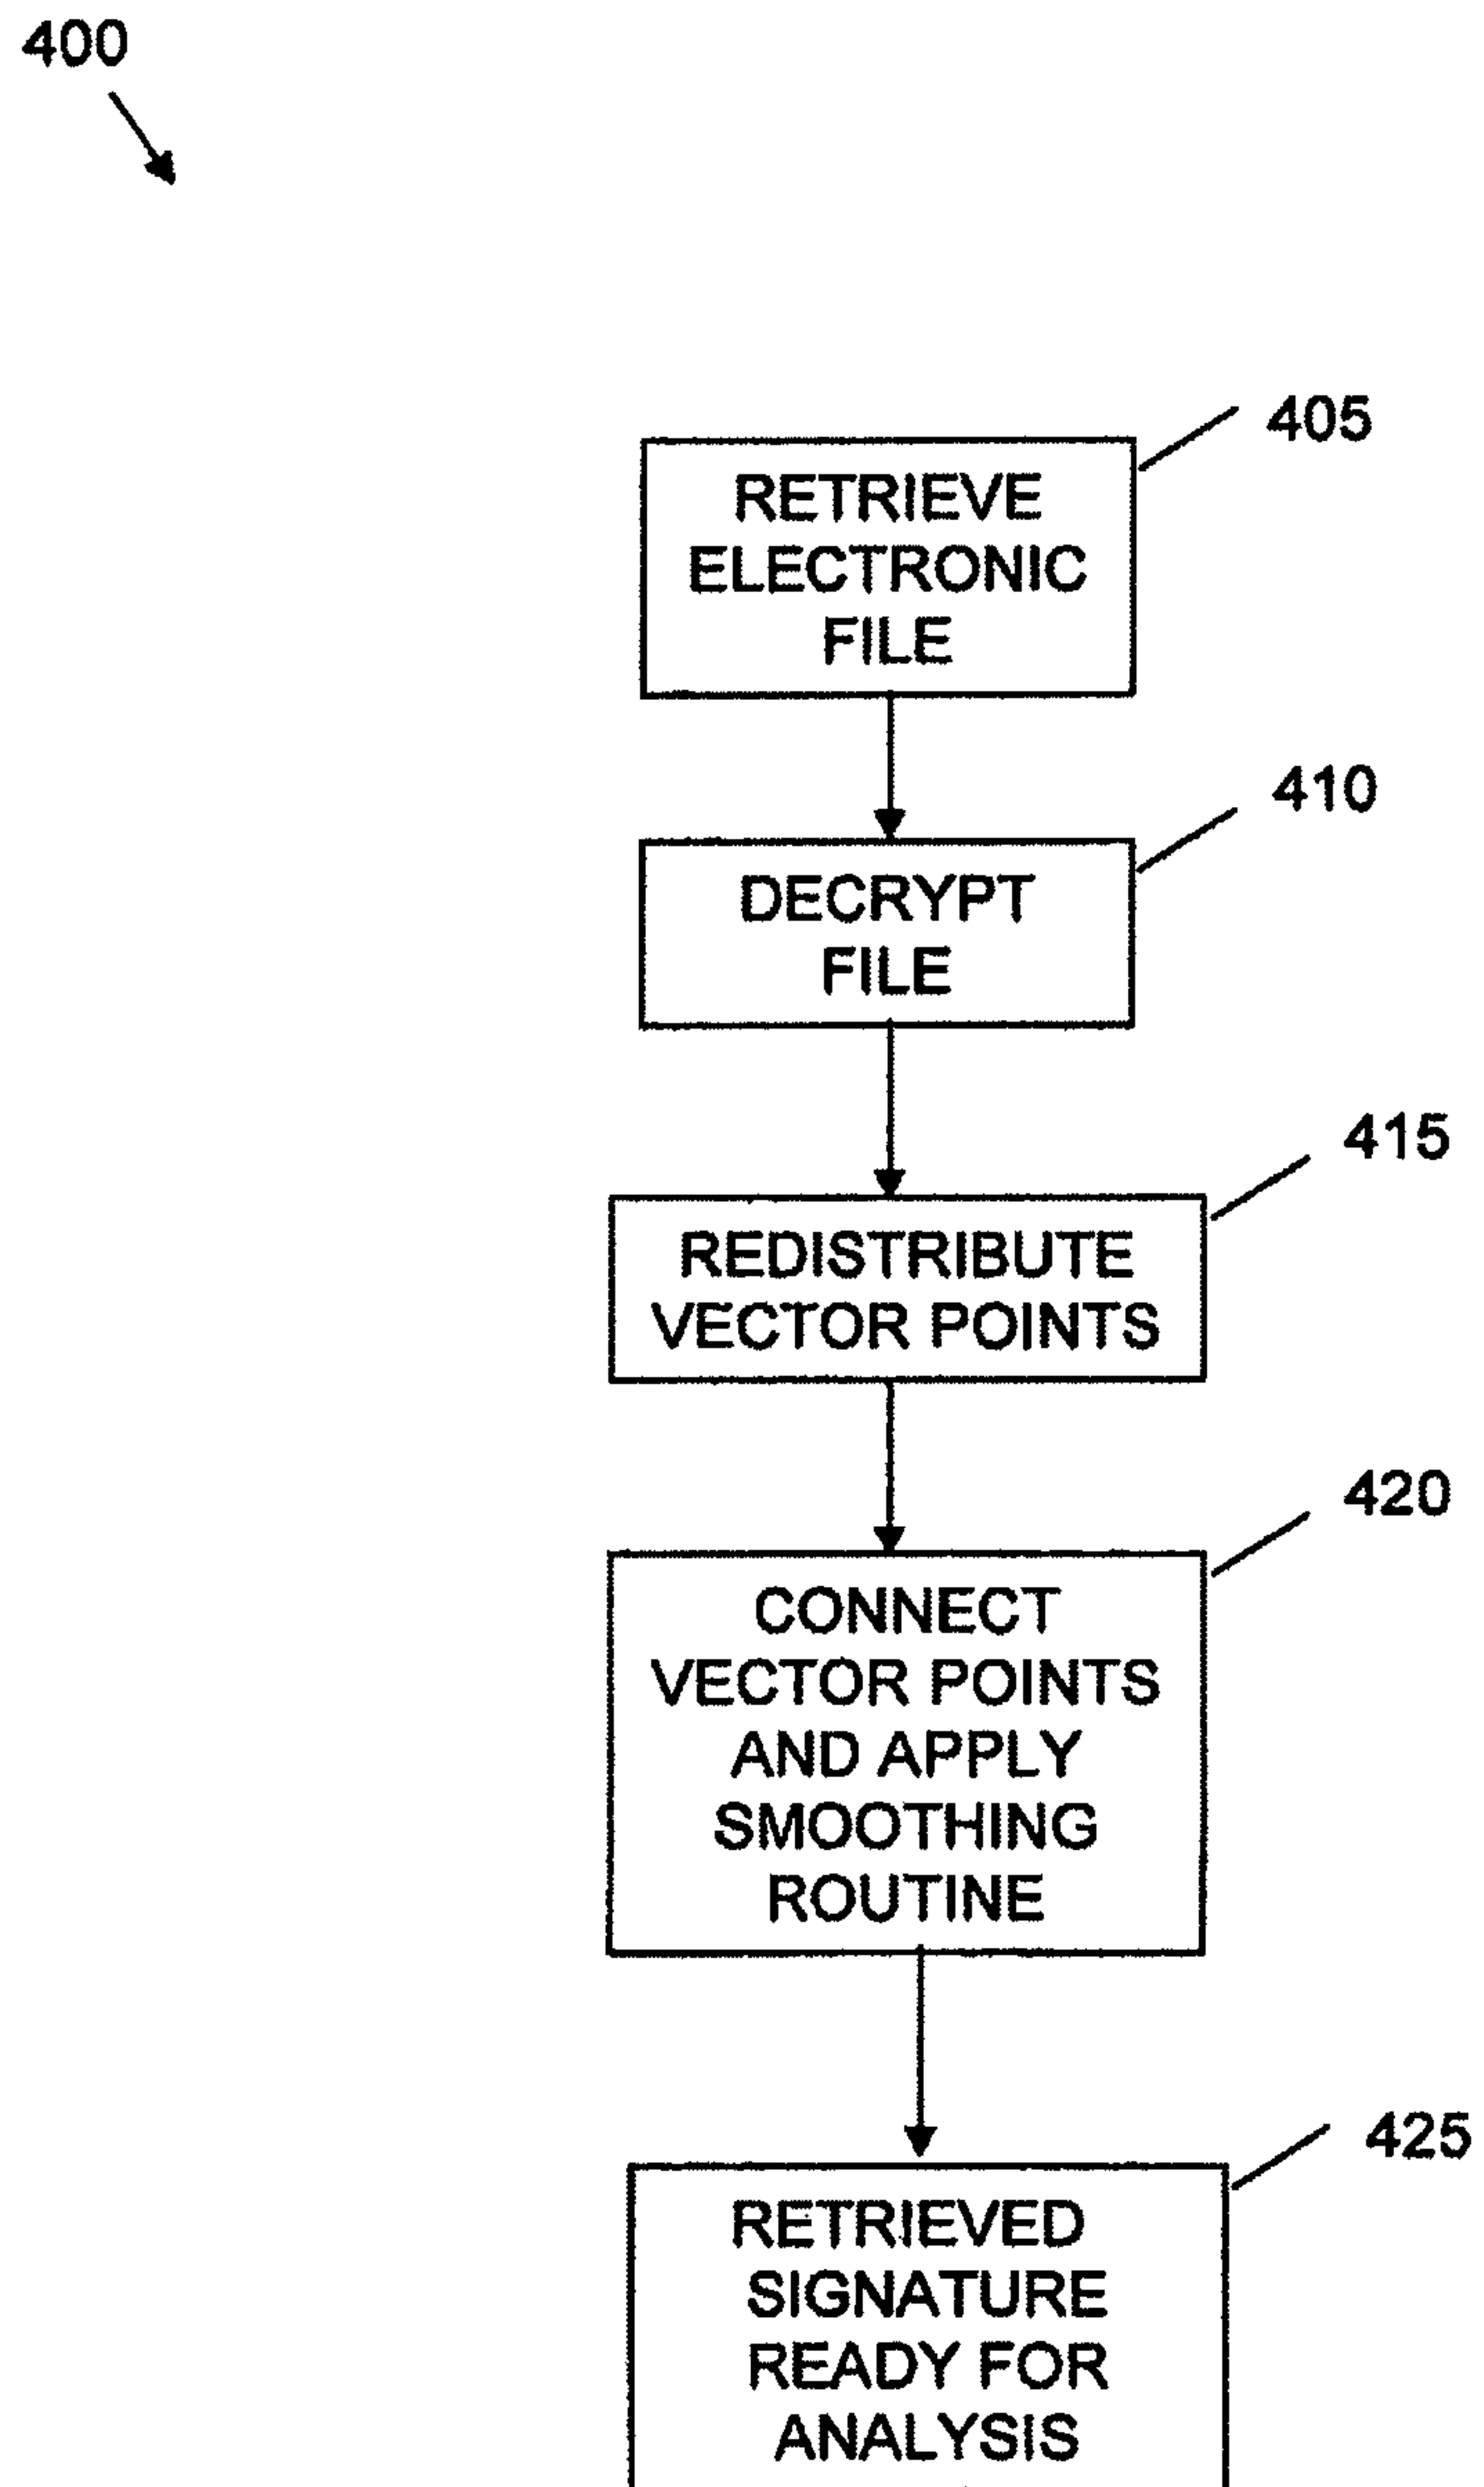 400
405
RETRIEVE
ELECTRONIC
FILE
410
DECRYPT
FILE
415
REDISTRIBUTE
VECTOR POINTS
420
CONNECT
VECTOR POINTS
AND APPLY
SMOOTHING
ROUTINE
425
RETRIEVED
SIGNATURE
READY FOR
ANALYSIS